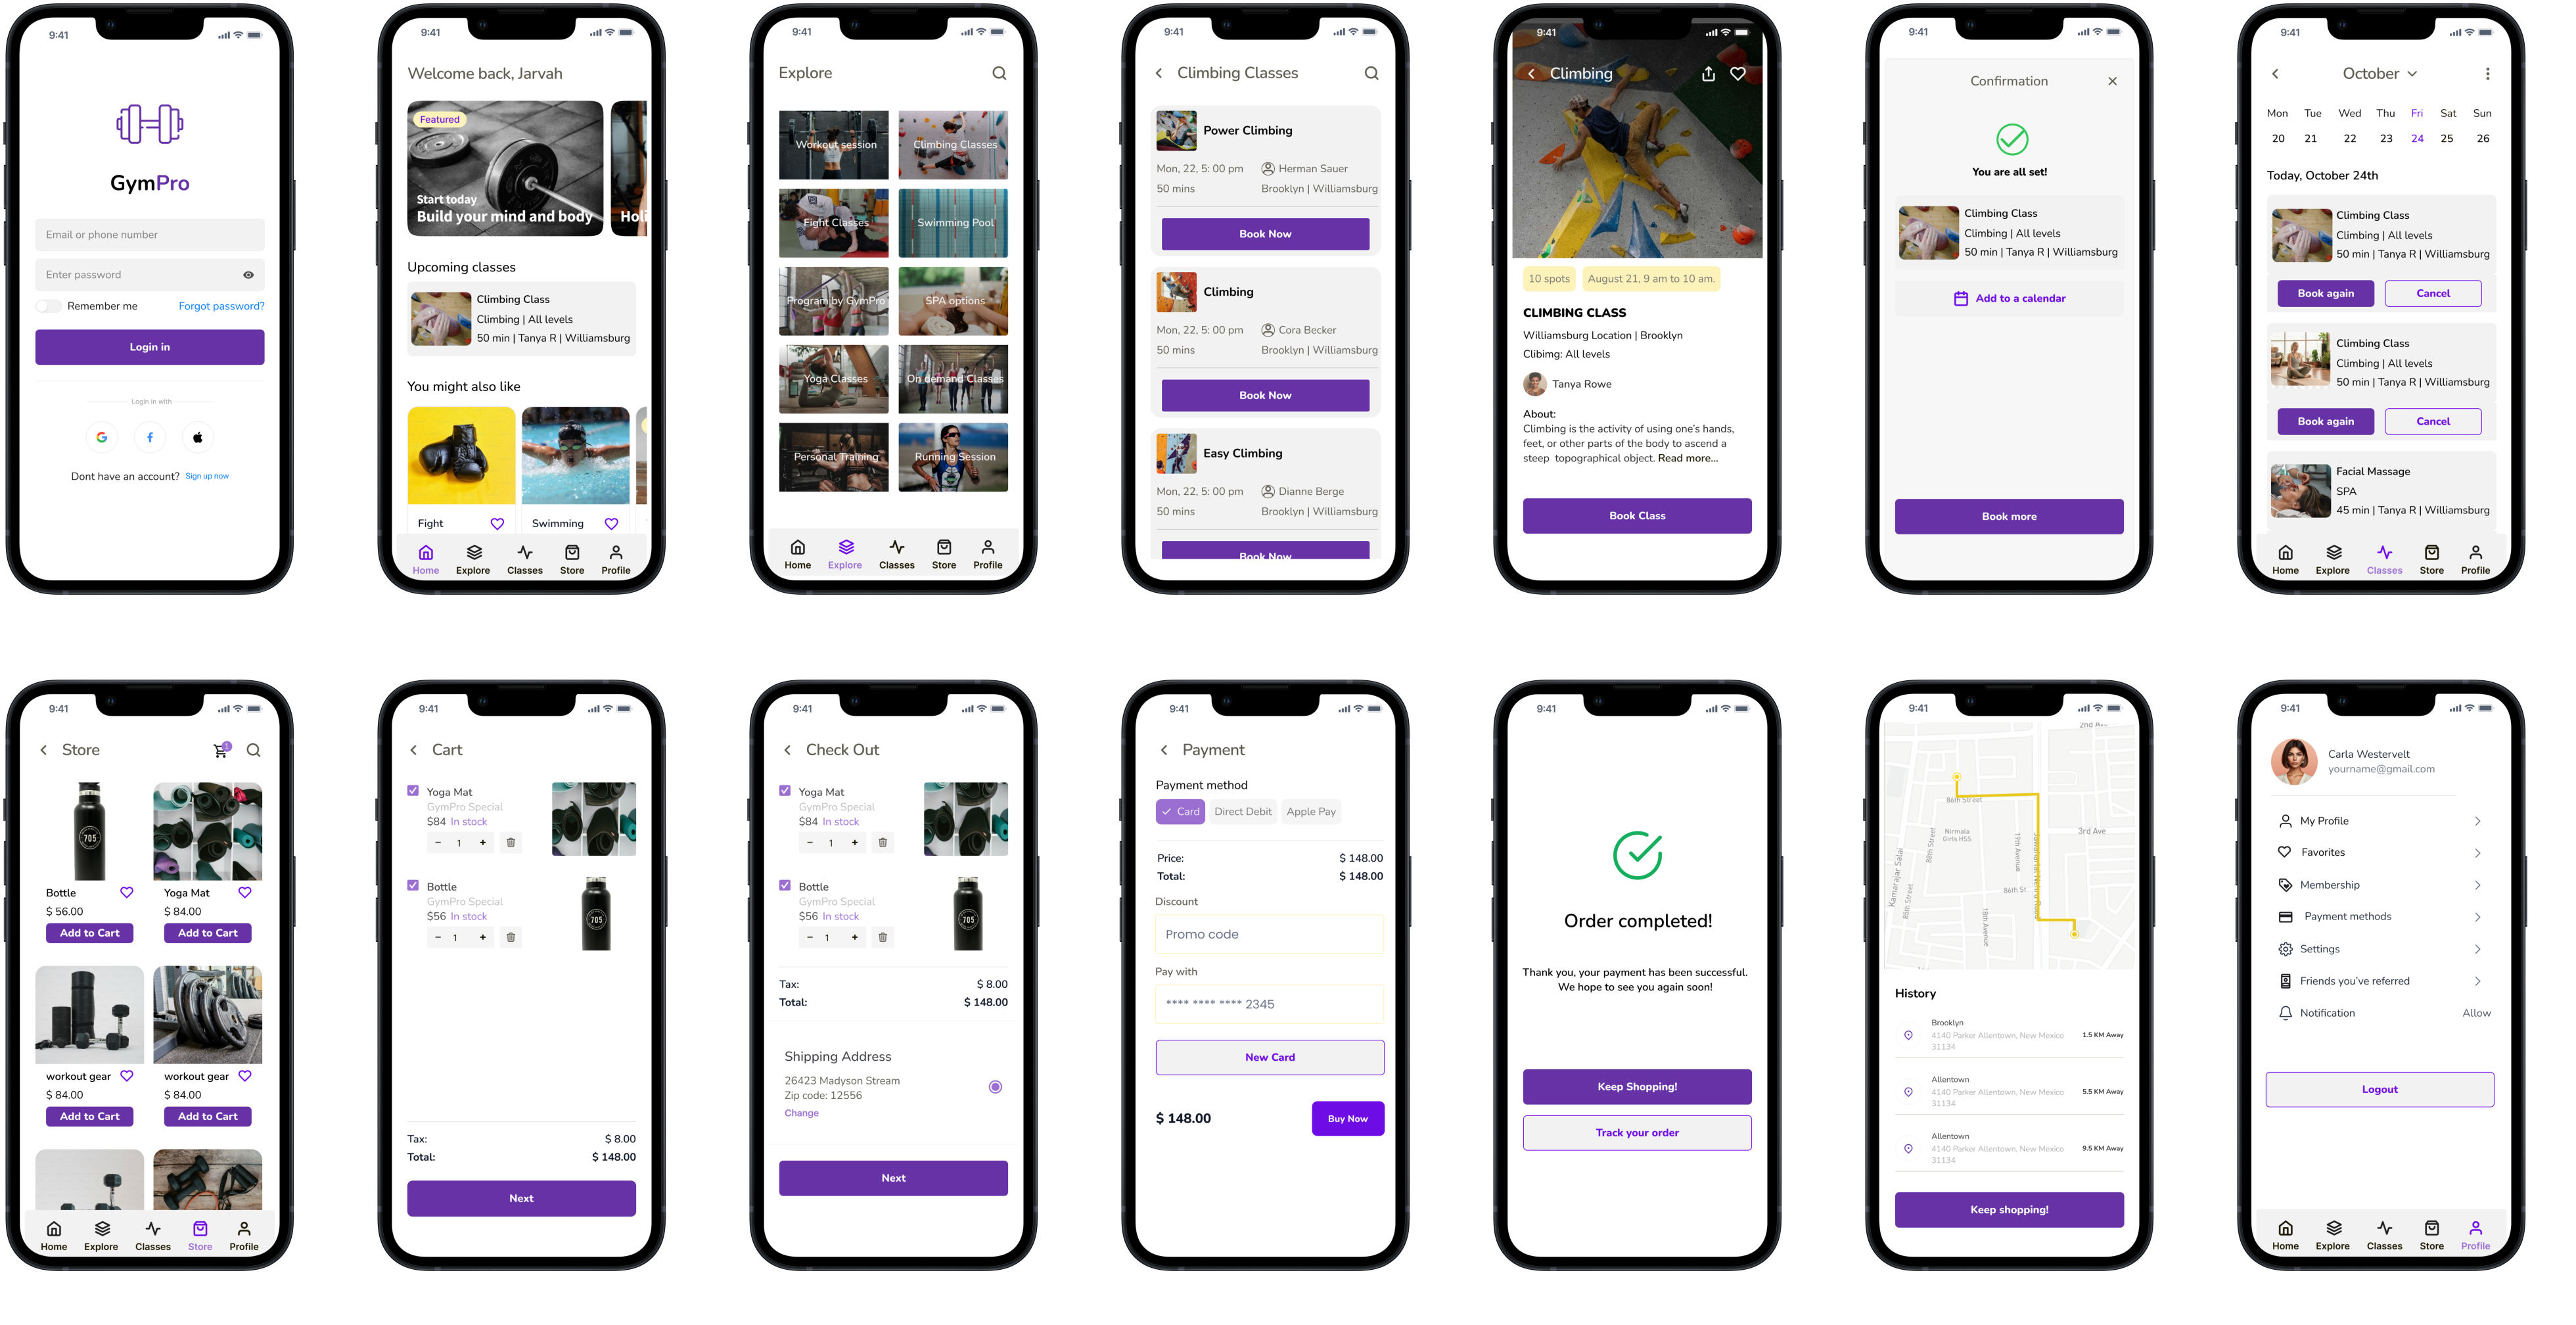 9:41
GymPro
Email or phone number
Enter password
Remember me
Forgot password?
Login in
Login in with
Dont have an account? Sign up now
9:41
Welcome back, Jarvah
Featured
Start today
Build your mind and body
Holi
Upcoming classes
Climbing Class
Climbing | All levels
50 min | Tanya R | Williamsburg
You might also like
Fight
Swimming
Home Explore Classes Store Profile
9:41
Explore
Workout session
Climbing Classes
Fight Classes
Swimming Pool
Program by GymPro
SPA options
Yoga Classes
On demand Classes
Personal Training
Running Session
Home Explore Classes Store Profile
9:41
Climbing Classes
Power Climbing
Mon, 22, 5: 00 pm Herman Sauer
50 mins Brooklyn | Williamsburg
Book Now
Climbing
Mon, 22, 5: 00 pm Cora Becker
50 mins Brooklyn | Williamsburg
Book Now
Easy Climbing
Mon, 22, 5: 00 pm Dianne Berge
50 mins Brooklyn | Williamsburg
Book Now
9:41
Climbing
10 spots August 21, 9 am to 10 am.
CLIMBING CLASS
Williamsburg Location | Brooklyn
Clibimg: All levels
Tanya Rowe
About:
Climbing is the activity of using one's hands,
feet, or other parts of the body to ascend a
steep topographical object. Read more...
Book Class
9:41
Confirmation
You are all set!
Climbing Class
Climbing | All levels
50 min | Tanya R | Williamsburg
Add to a calendar
Book more
9:41
October
Mon Tue Wed Thu Fri Sat Sun
20 21 22 23 24 25 26
Today, October 24th
Climbing Class
Climbing | All levels
50 min | Tanya R | Williamsburg
Book again Cancel
Climbing Class
Climbing | All levels
50 min | Tanya R | Williamsburg
Book again Cancel
Facial Massage
SPA
45 min | Tanya R | Williamsburg
Home Explore Classes Store Profile
9:41
Store
1
705
Bottle Yoga Mat
$ 56.00 $ 84.00
Add to Cart Add to Cart
workout gear workout gear
$ 84.00 $ 84.00
Add to Cart Add to Cart
Home Explore Classes Store Profile
9:41
Cart
Yoga Mat
GymPro Special
$84 In stock
- 1 +
Bottle
GymPro Special
$56 In stock
- 1 +
705
Tax: $ 8.00
Total: $ 148.00
Next
9:41
Check Out
Yoga Mat
GymPro Special
$84 In stock
- 1 +
Bottle
GymPro Special
$56 In stock
- 1 +
705
Tax: $ 8.00
Total: $ 148.00
Shipping Address
26423 Madyson Stream
Zip code: 12556
Change
Next
9:41
Payment
Payment method
Card Direct Debit Apple Pay
Price: $ 148.00
Total: $ 148.00
Discount
Promo code
Pay with
**** **** **** 2345
New Card
$ 148.00 Buy Now
9:41
Order completed!
Thank you, your payment has been successful.
We hope to see you again soon!
Keep Shopping!
Track your order
9:41
2nd Ave
86th Street
Nirmala
Girls HSS
3rd Ave
88th Street
19th Avenue
Kamarajar Salai
85th Street
86th St
18th Avenue
History
Brooklyn
4140 Parker Allentown, New Mexico
31134
1.5 KM Away
Allentown
4140 Parker Allentown, New Mexico
31134
5.5 KM Away
Allentown
4140 Parker Allentown, New Mexico
31134
9.5 KM Away
Keep shopping!
9:41
Carla Westervelt
yourname@gmail.com
My Profile
Favorites
Membership
Payment methods
Settings
Friends you've referred
Notification Allow
Logout
Home Explore Classes Store Profile